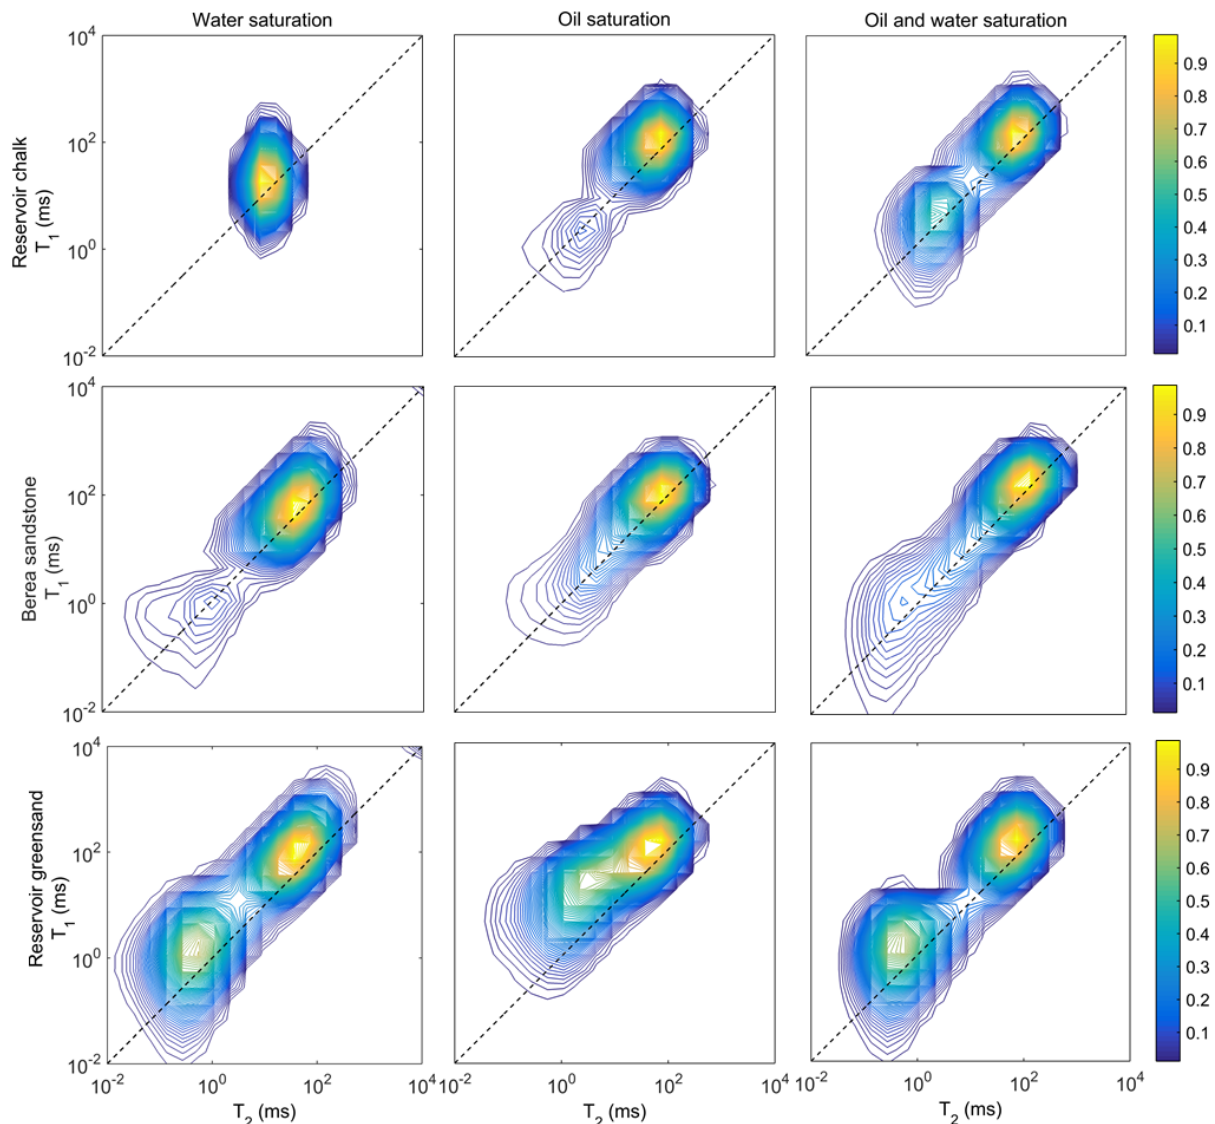 Water saturation
Oil saturation
Oil and water saturation
Reservoir chalk
T1 (ms)
10^4
10^2
10^0
10^-2
0.9
0.8
0.7
0.6
0.5
0.4
0.3
0.2
0.1
Berea sandstone
T1 (ms)
10^4
10^2
10^0
10^-2
0.9
0.8
0.7
0.6
0.5
0.4
0.3
0.2
0.1
Reservoir greensand
T1 (ms)
10^4
10^2
10^0
10^-2
0.9
0.8
0.7
0.6
0.5
0.4
0.3
0.2
0.1
10^-2 10^0 10^2 10^4
10^-2 10^0 10^2 10^4
10^-2 10^0 10^2 10^4
T2 (ms)
T2 (ms)
T2 (ms)